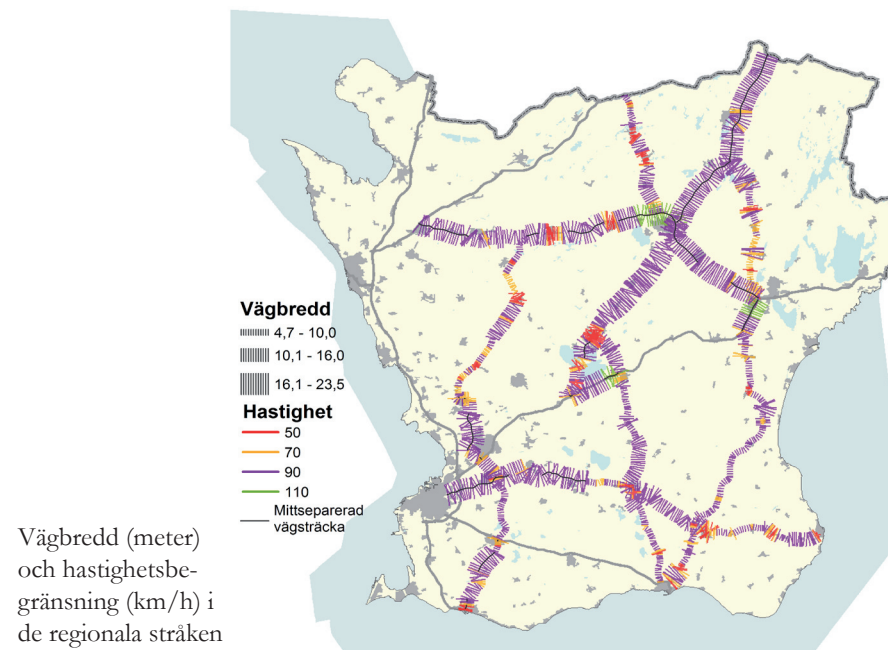 Vägbredd
4,7 - 10,0
10,1 - 16,0
16,1 - 23,5
Hastighet
50
70
90
110
Mittseparerad
vägsträcka
Vägbredd (meter)
och hastighetsbe-
gränsning (km/h) i
de regionala stråken